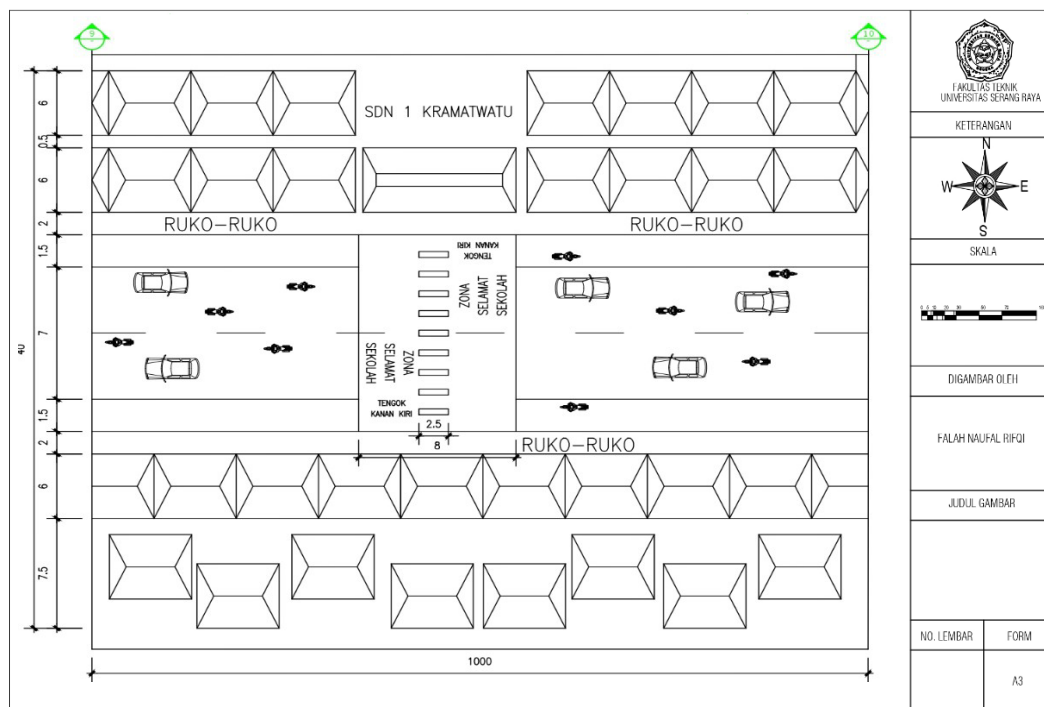 9
10
SDN 1 KRAMATWATU
RUKO-RUKO
RUKO-RUKO
TENGOK
KANAN KIRI
ZONA
SELAMAT
SEKOLAH
ZONA
SELAMAT
SEKOLAH
TENGOK
KANAN KIRI
2.5
8
RUKO-RUKO
6
0.5
6
2
1.5
7
1.5
2
6
7.5
40
1000
FAKULTAS TEKNIK
UNIVERSITAS SERANG RAYA
KETERANGAN
N
W
E
S
SKALA
DIGAMBAR OLEH
FALAH NAUFAL RIFQI
JUDUL GAMBAR
NO. LEMBAR
FORM
A3